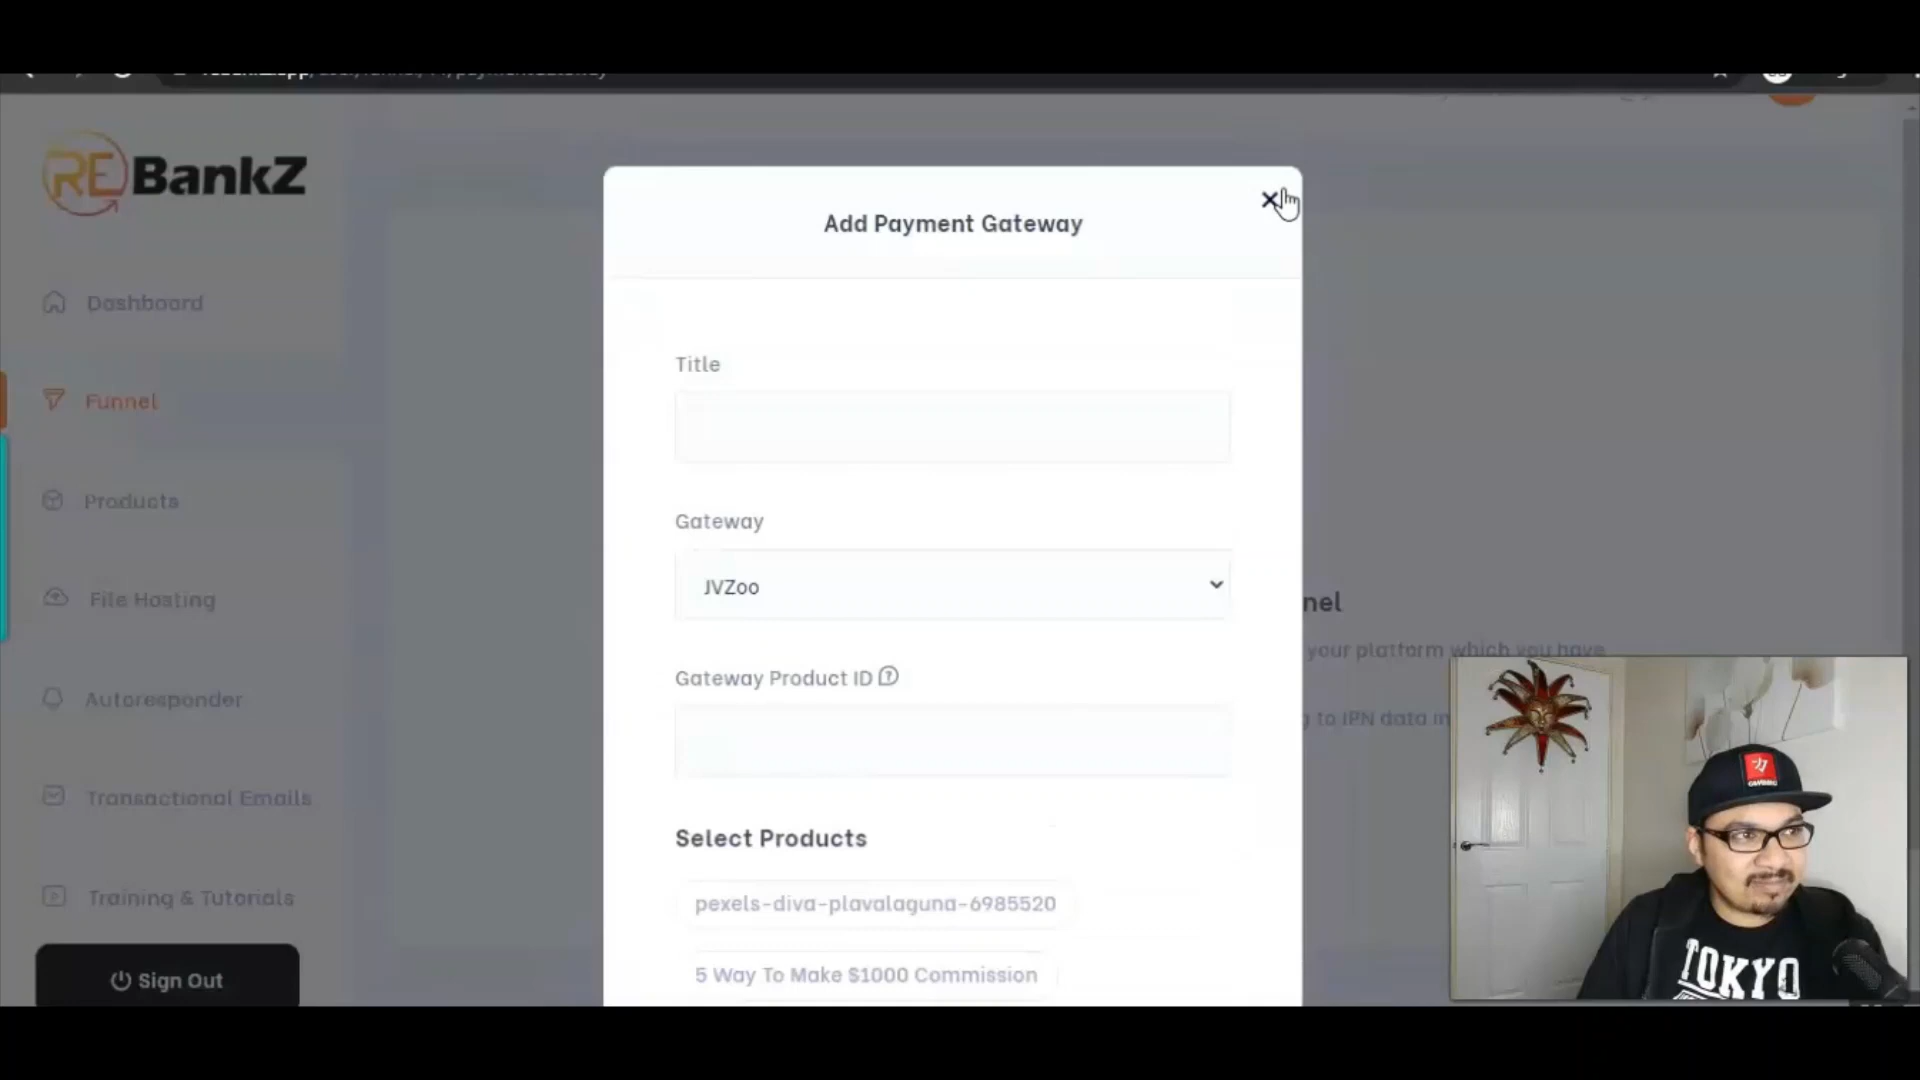 REBankZ
Dashboard
Funnel
Products
File Hosting
Autoresponder
Transactional Emails
Training & Tutorials
Sign Out
Add Payment Gateway
Title
Gateway
JVZoo
Gateway Product ID
Select Products
pexels-diva-plavalaguna-6985520
5 Way To Make $1000 Commission
nel
your platform which you have
to IPN data in
TOKYO